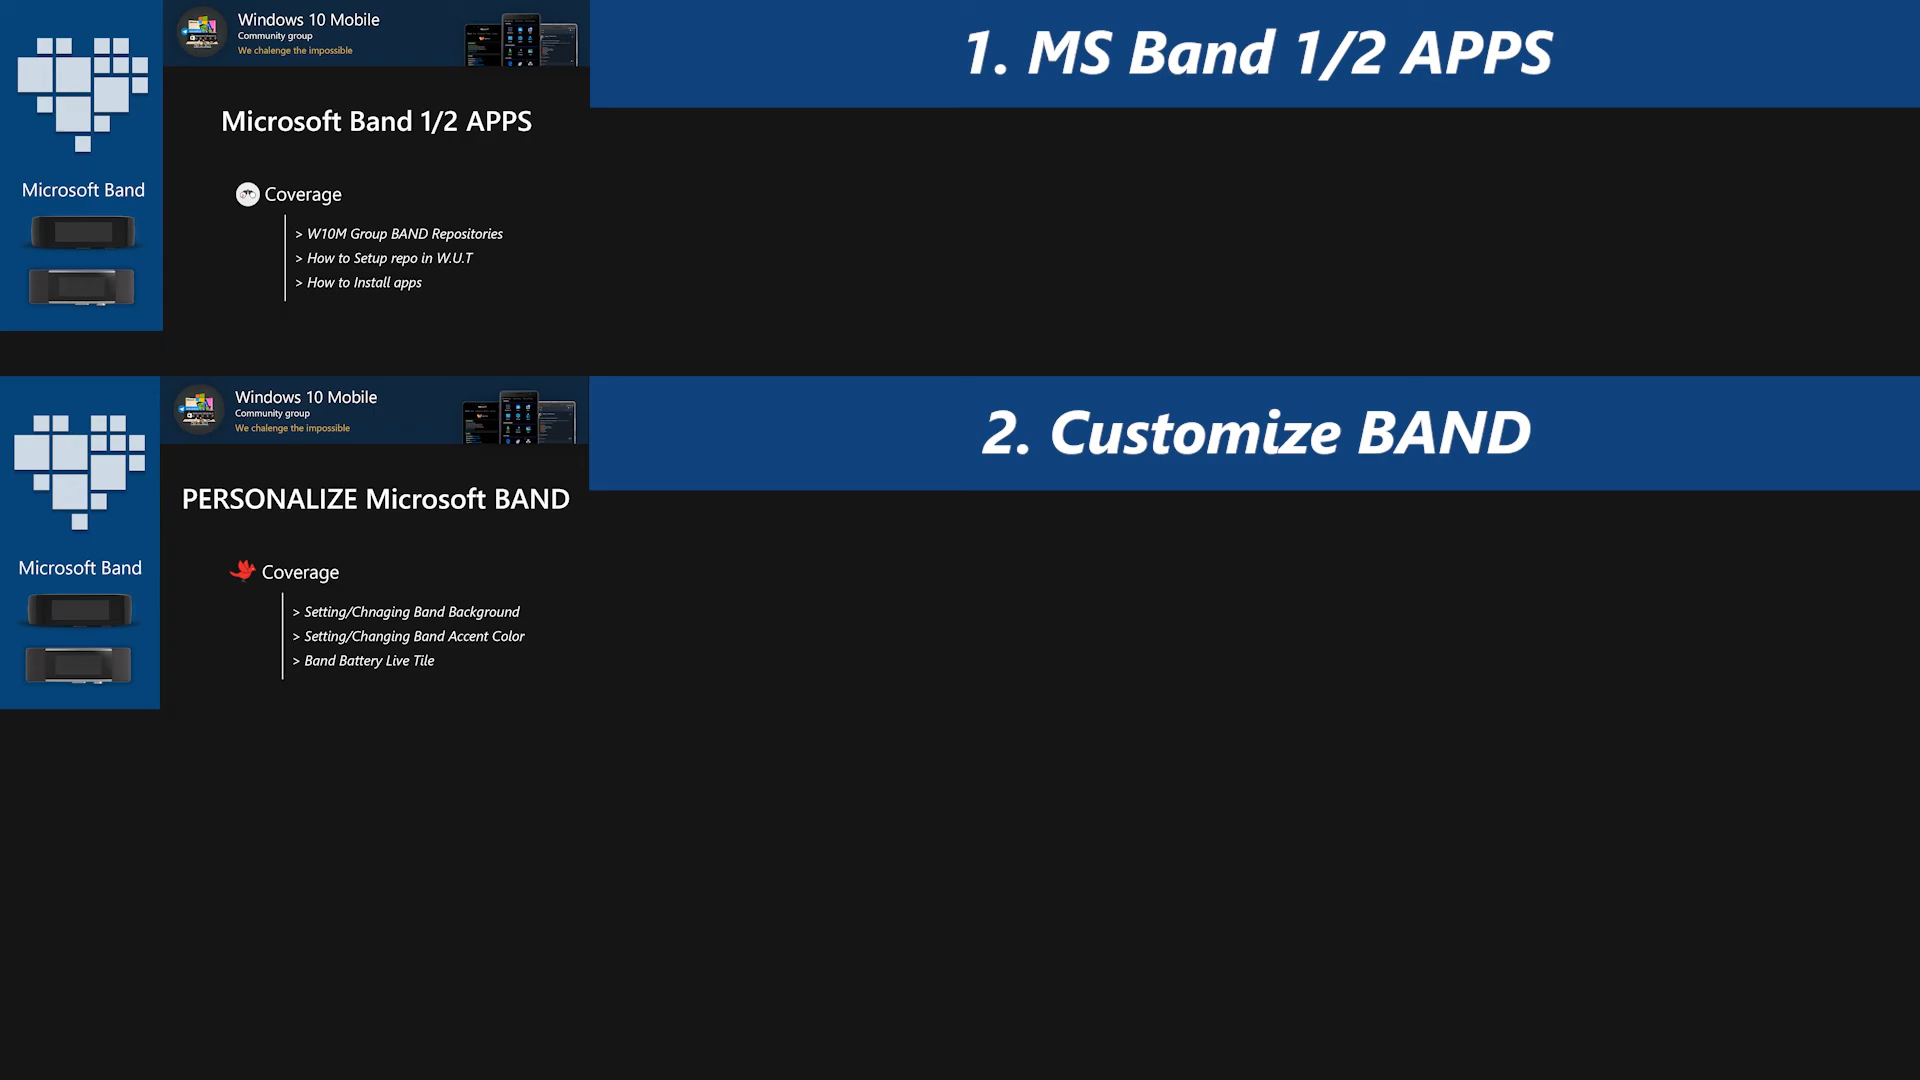 Windows 10 Mobile
Community group
We chalenge the impossible
1. MS Band 1/2 APPS
Microsoft Band 1/2 APPS
Microsoft Band
Coverage
> W10M Group BAND Repositories
> How to Setup repo in W.U.T
> How to Install apps
Windows 10 Mobile
Community group
We chalenge the impossible
2. Customize BAND
PERSONALIZE Microsoft BAND
Microsoft Band
Coverage
> Setting/Chnaging Band Background
> Setting/Changing Band Accent Color
> Band Battery Live Tile